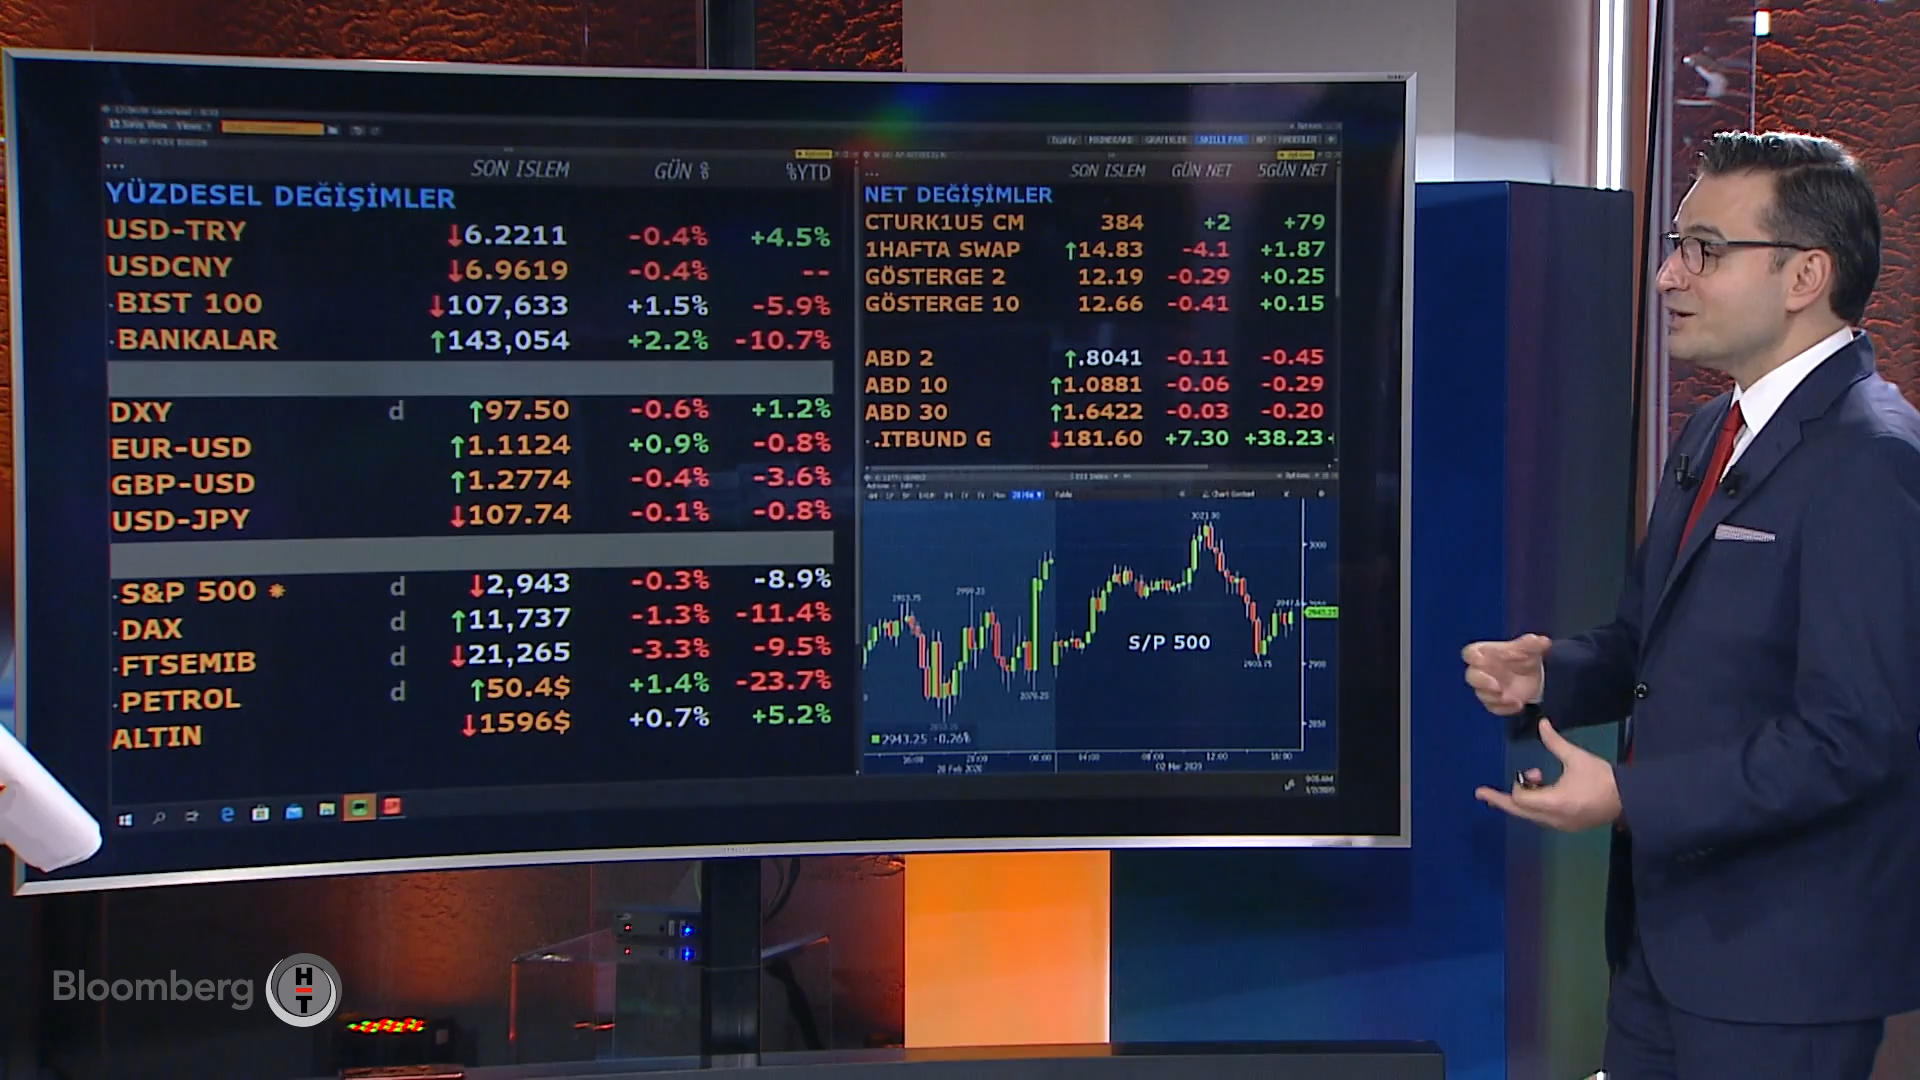 SON ISLEM GÜN % %YTD
YÜZDESEL DEĞİŞİMLER
USD-TRY ↓6.2211 -0.4% +4.5%
USDCNY ↓6.9619 -0.4% --
BIST 100 ↓107,633 +1.5% -5.9%
BANKALAR ↑143,054 +2.2% -10.7%
DXY d ↑97.50 -0.6% +1.2%
EUR-USD ↑1.1124 +0.9% -0.8%
GBP-USD ↑1.2774 -0.4% -3.6%
USD-JPY ↓107.74 -0.1% -0.8%
S&P 500 * d ↓2,943 -0.3% -8.9%
DAX d ↑11,737 -1.3% -11.4%
FTSEMIB d ↓21,265 -3.3% -9.5%
PETROL d ↑50.4$ +1.4% -23.7%
ALTIN ↓1596$ +0.7% +5.2%
SON ISLEM GÜN NET 5GÜN NET
NET DEĞİŞİMLER
CTURK1U5 CM 384 +2 +79
1HAFTA SWAP ↑14.83 -4.1 +1.87
GÖSTERGE 2 12.19 -0.29 +0.25
GÖSTERGE 10 12.66 -0.41 +0.15
ABD 2 ↑.8041 -0.11 -0.45
ABD 10 ↑1.0881 -0.06 -0.29
ABD 30 ↑1.6422 -0.03 -0.20
.ITBUND G ↓181.60 +7.30 +38.23
3021.30
3000
S/P 500
2943.25 -0.26%
02 Mar 2020
Bloomberg HT